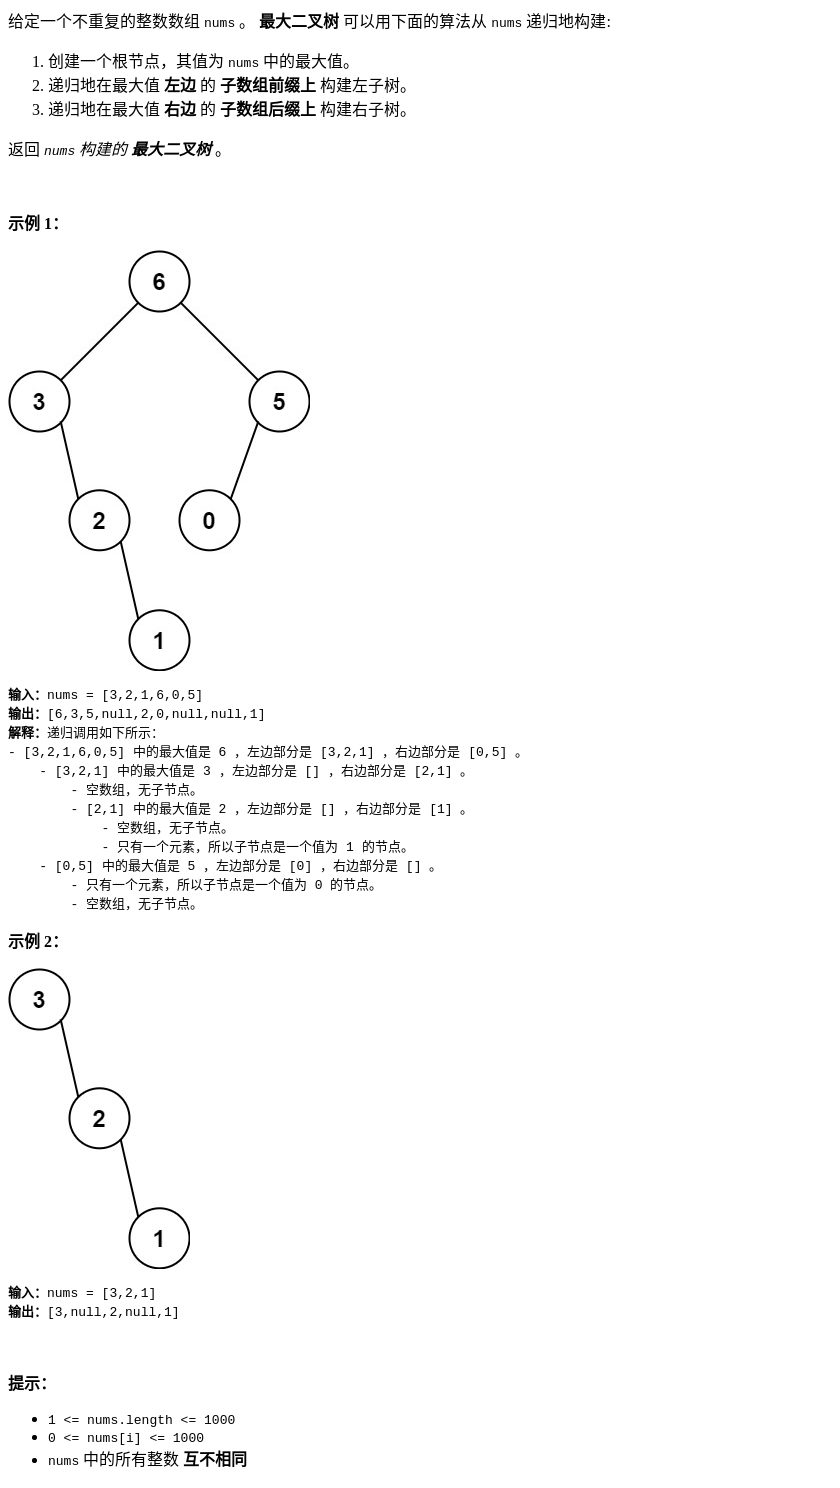 给定一个不重复的整数数组 nums 。 最大二叉树 可以用下面的算法从 nums 递归地构建:
1. 创建一个根节点，其值为 nums 中的最大值。
2. 递归地在最大值 左边 的 子数组前缀上 构建左子树。
3. 递归地在最大值 右边 的 子数组后缀上 构建右子树。
返回 nums 构建的 最大二叉树 。
示例 1：
6
3
5
2
0
1
输入：nums = [3,2,1,6,0,5]
输出：[6,3,5,null,2,0,null,null,1]
解释：递归调用如下所示：
- [3,2,1,6,0,5] 中的最大值是 6 ，左边部分是 [3,2,1] ，右边部分是 [0,5] 。
    - [3,2,1] 中的最大值是 3 ，左边部分是 [] ，右边部分是 [2,1] 。
        - 空数组，无子节点。
        - [2,1] 中的最大值是 2 ，左边部分是 [] ，右边部分是 [1] 。
            - 空数组，无子节点。
            - 只有一个元素，所以子节点是一个值为 1 的节点。
    - [0,5] 中的最大值是 5 ，左边部分是 [0] ，右边部分是 [] 。
        - 只有一个元素，所以子节点是一个值为 0 的节点。
        - 空数组，无子节点。
示例 2：
3
2
1
输入：nums = [3,2,1]
输出：[3,null,2,null,1]
提示：
• 1 <= nums.length <= 1000
• 0 <= nums[i] <= 1000
• nums 中的所有整数 互不相同